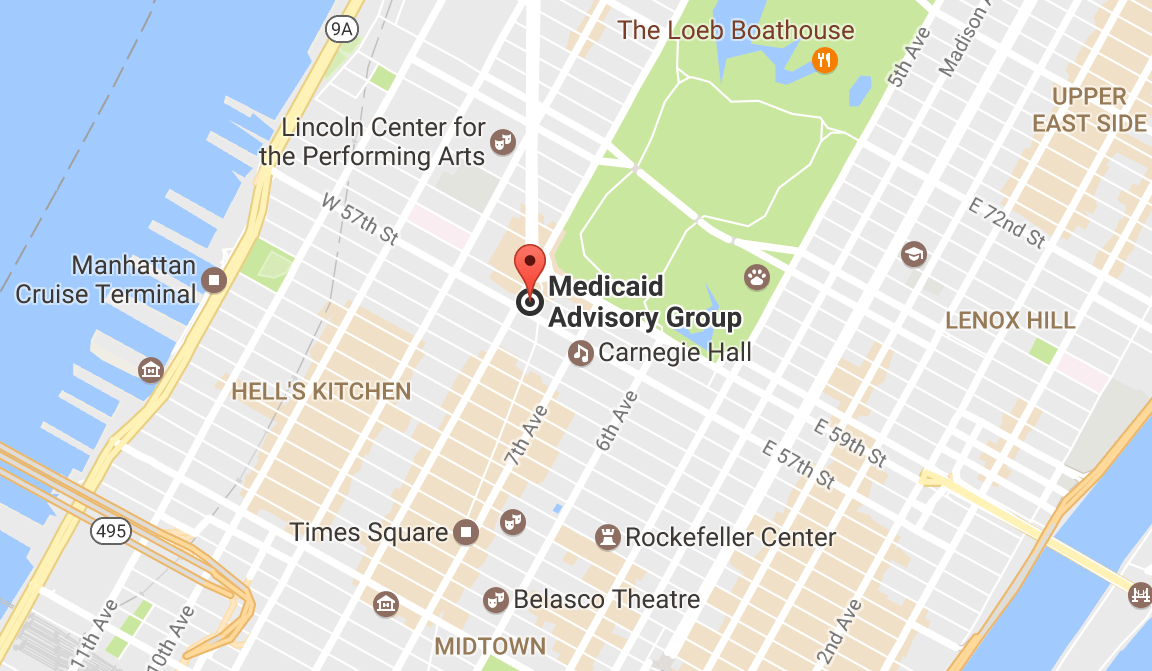 9A
The Loeb Boathouse
5th Ave
Madison A
UPPER
EAST SIDE
Lincoln Center for
the Performing Arts
W 57th St
E 72nd St
Manhattan
Cruise Terminal
Medicaid
Advisory Group
LENOX HILL
Carnegie Hall
HELL'S KITCHEN
7th Ave
6th Ave
E 59th St
E 57th St
495
Times Square
Rockefeller Center
Belasco Theatre
11th Ave
10th Ave
MIDTOWN
2nd Ave